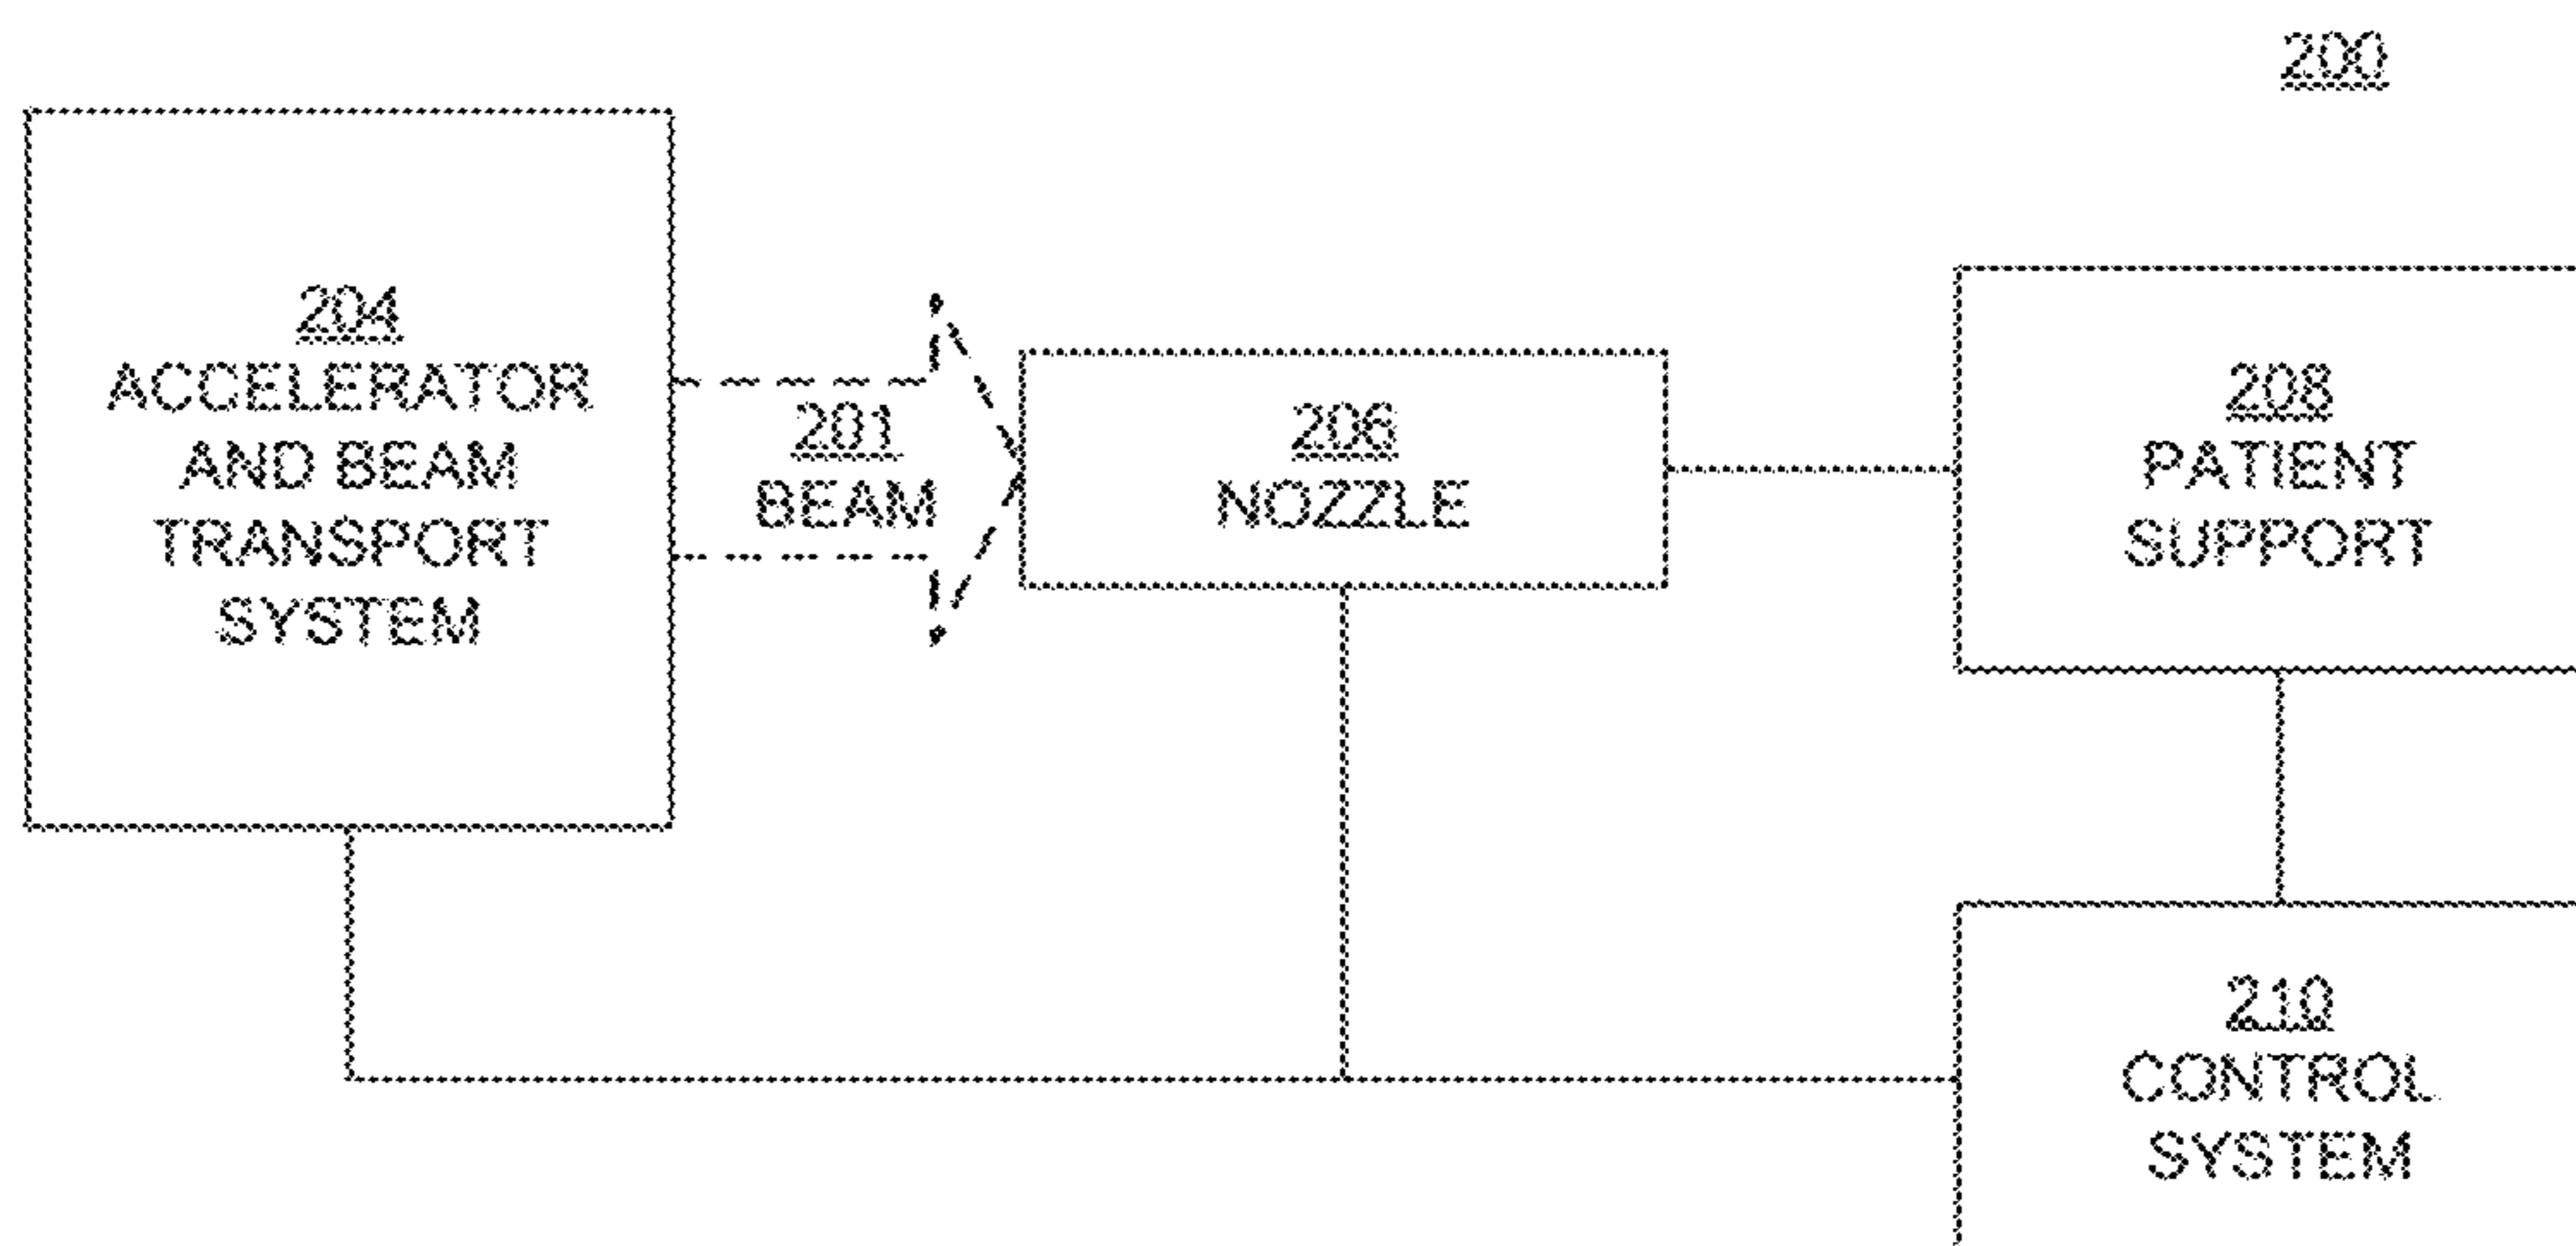 200
204
ACCELERATOR
AND BEAM
TRANSPORT
SYSTEM
201
BEAM
206
NOZZLE
208
PATIENT
SUPPORT
210
CONTROL
SYSTEM